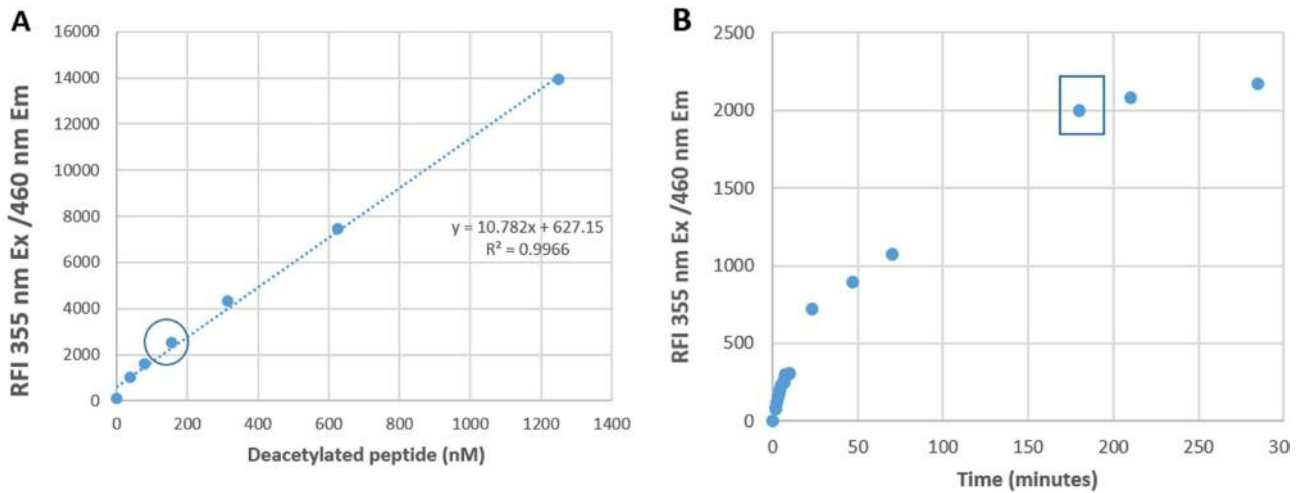 A
16000
14000
12000
10000
8000
6000
4000
2000
0
RFI 355 nm Ex /460 nm Em
y = 10.782x + 627.15
R² = 0.9966
0 200 400 600 800 1000 1200 1400
Deacetylated peptide (nM)
B
2500
2000
1500
1000
500
0
RFI 355 nm Ex /460 nm Em
0 50 100 150 200 250 30
Time (minutes)